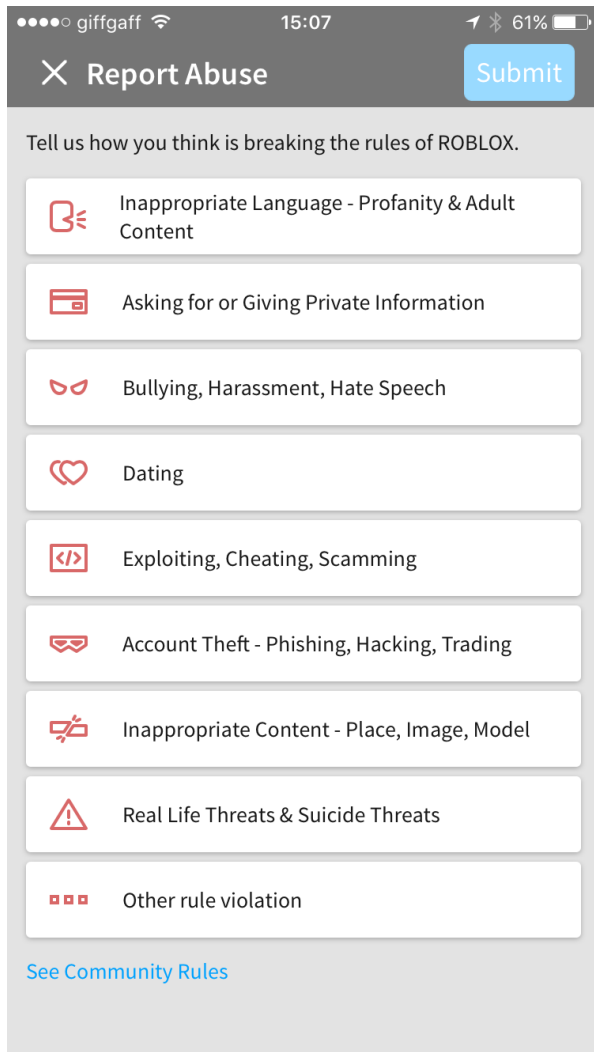 giffgaff 15:07 61%
Report Abuse Submit
Tell us how you think is breaking the rules of ROBLOX.
Inappropriate Language - Profanity & Adult
Content
Asking for or Giving Private Information
Bullying, Harassment, Hate Speech
Dating
Exploiting, Cheating, Scamming
Account Theft - Phishing, Hacking, Trading
Inappropriate Content - Place, Image, Model
Real Life Threats & Suicide Threats
Other rule violation
See Community Rules